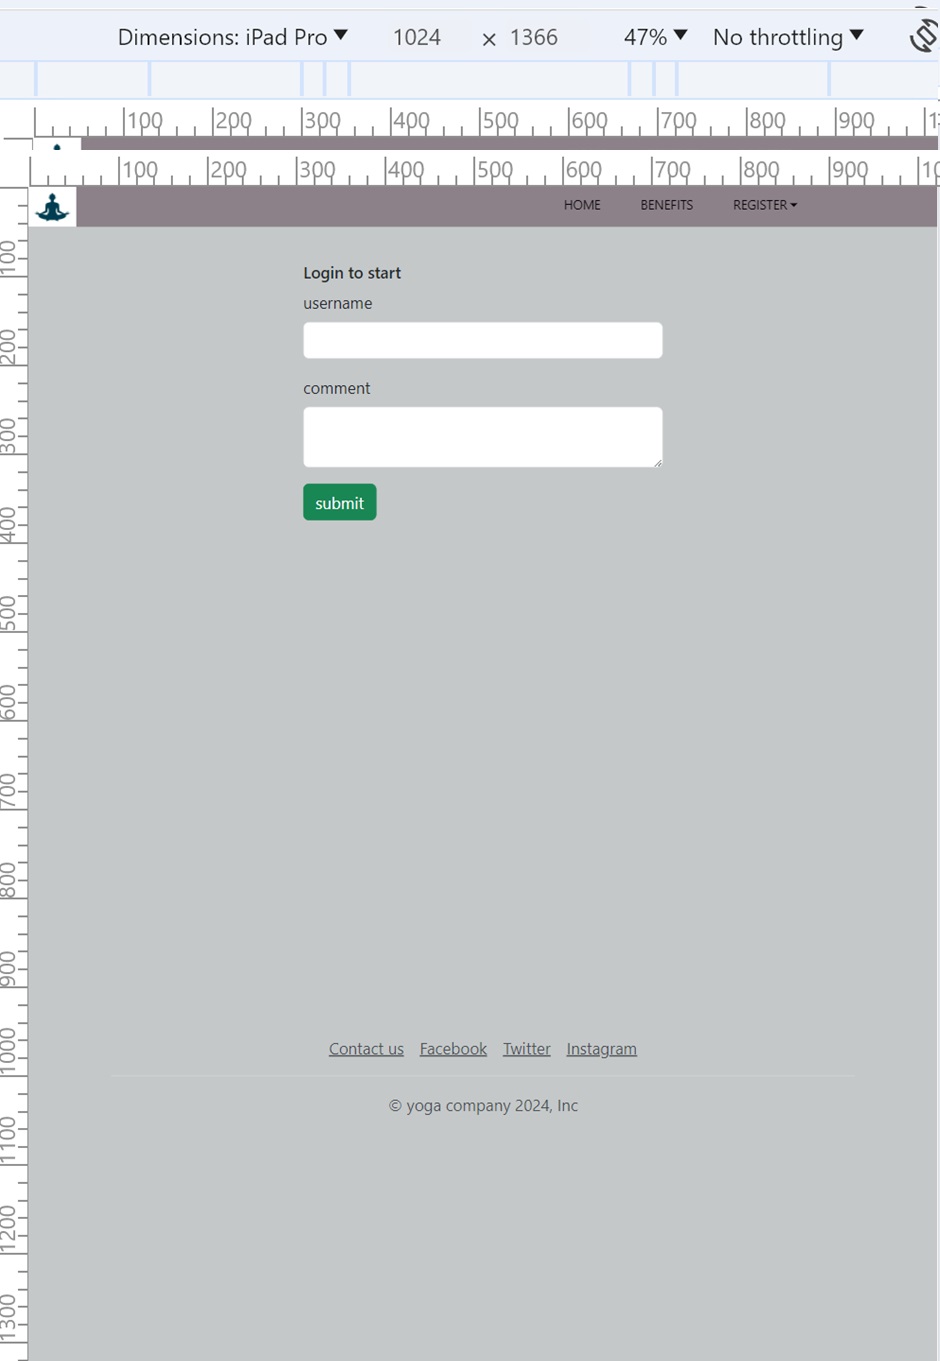 Dimensions: iPad Pro ▼ 1024 × 1366 47% ▼ No throttling ▼
100 200 300 400 500 600 700 800 900
100 200 300 400 500 600 700 800 900
HOME BENEFITS REGISTER
100
Login to start
username
200
comment
300
submit
400
500
600
700
800
900
1000
Contact us Facebook Twitter Instagram
© yoga company 2024, Inc
1100
1200
1300